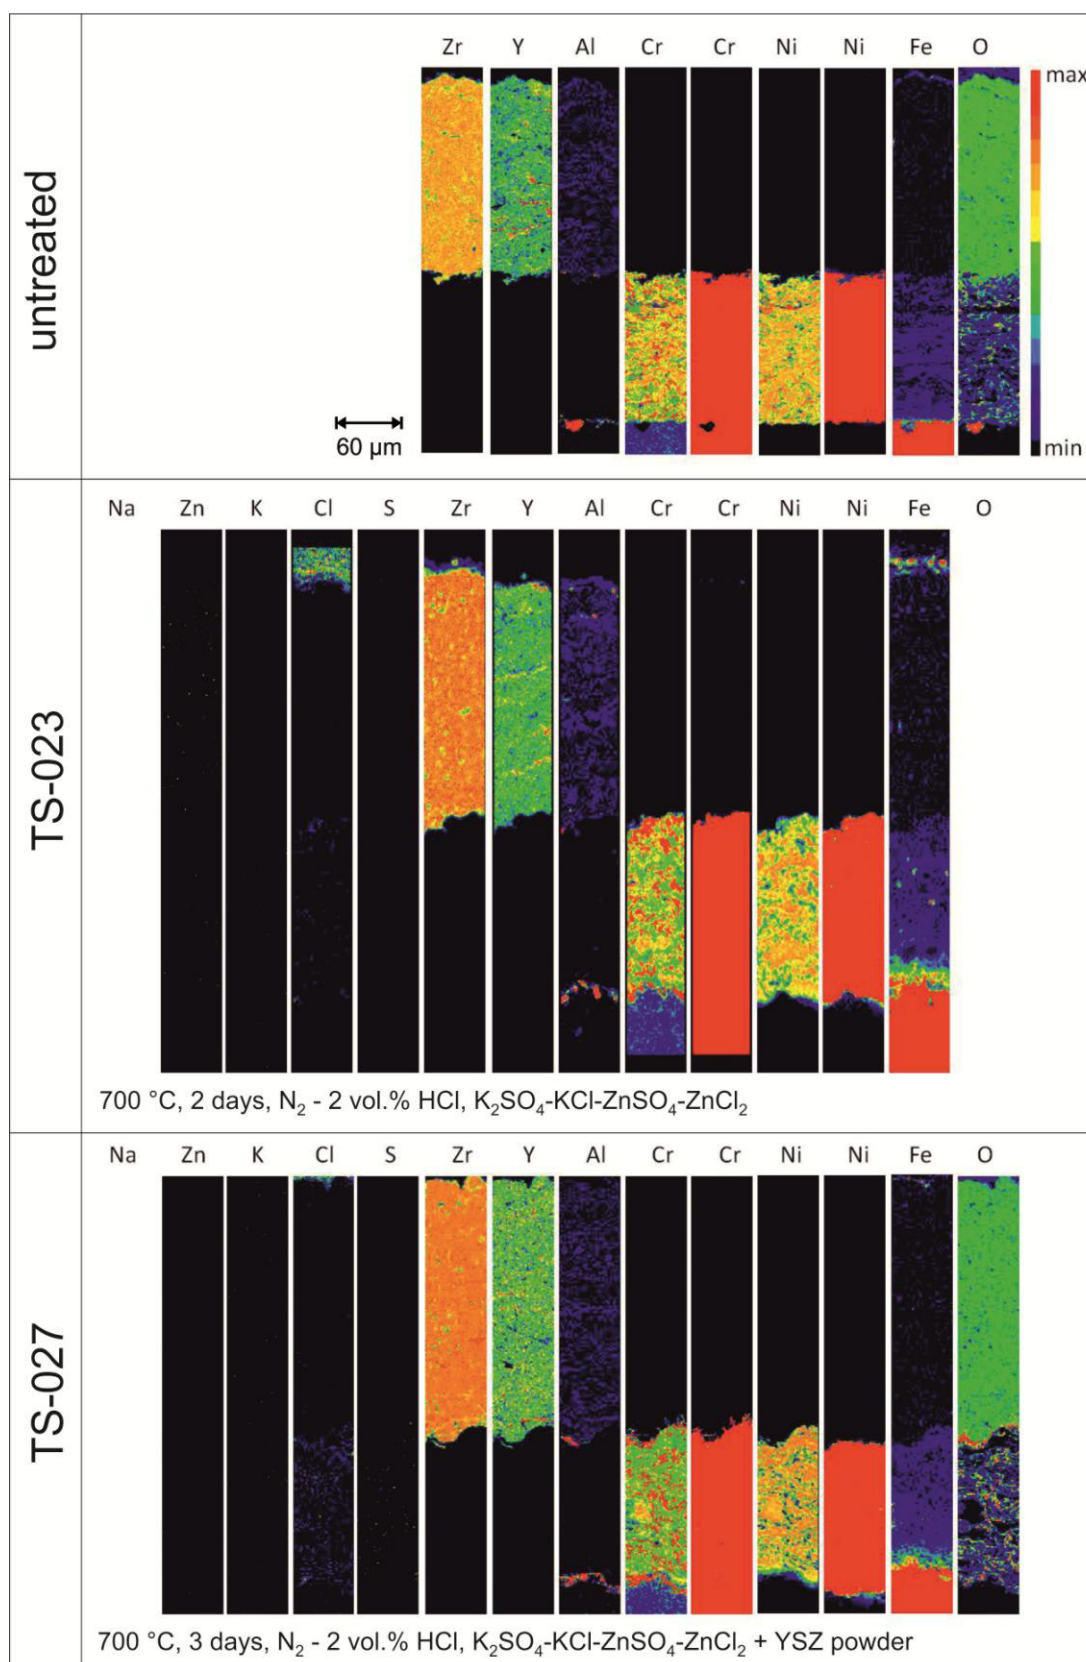 Zr Y Al Cr Cr Ni Ni Fe O
max
untreated
60 µm
min
Na Zn K Cl S Zr Y Al Cr Cr Ni Ni Fe O
TS-023
700 °C, 2 days, N₂ - 2 vol.% HCl, K₂SO₄-KCl-ZnSO₄-ZnCl₂
Na Zn K Cl S Zr Y Al Cr Cr Ni Ni Fe O
TS-027
700 °C, 3 days, N₂ - 2 vol.% HCl, K₂SO₄-KCl-ZnSO₄-ZnCl₂ + YSZ powder